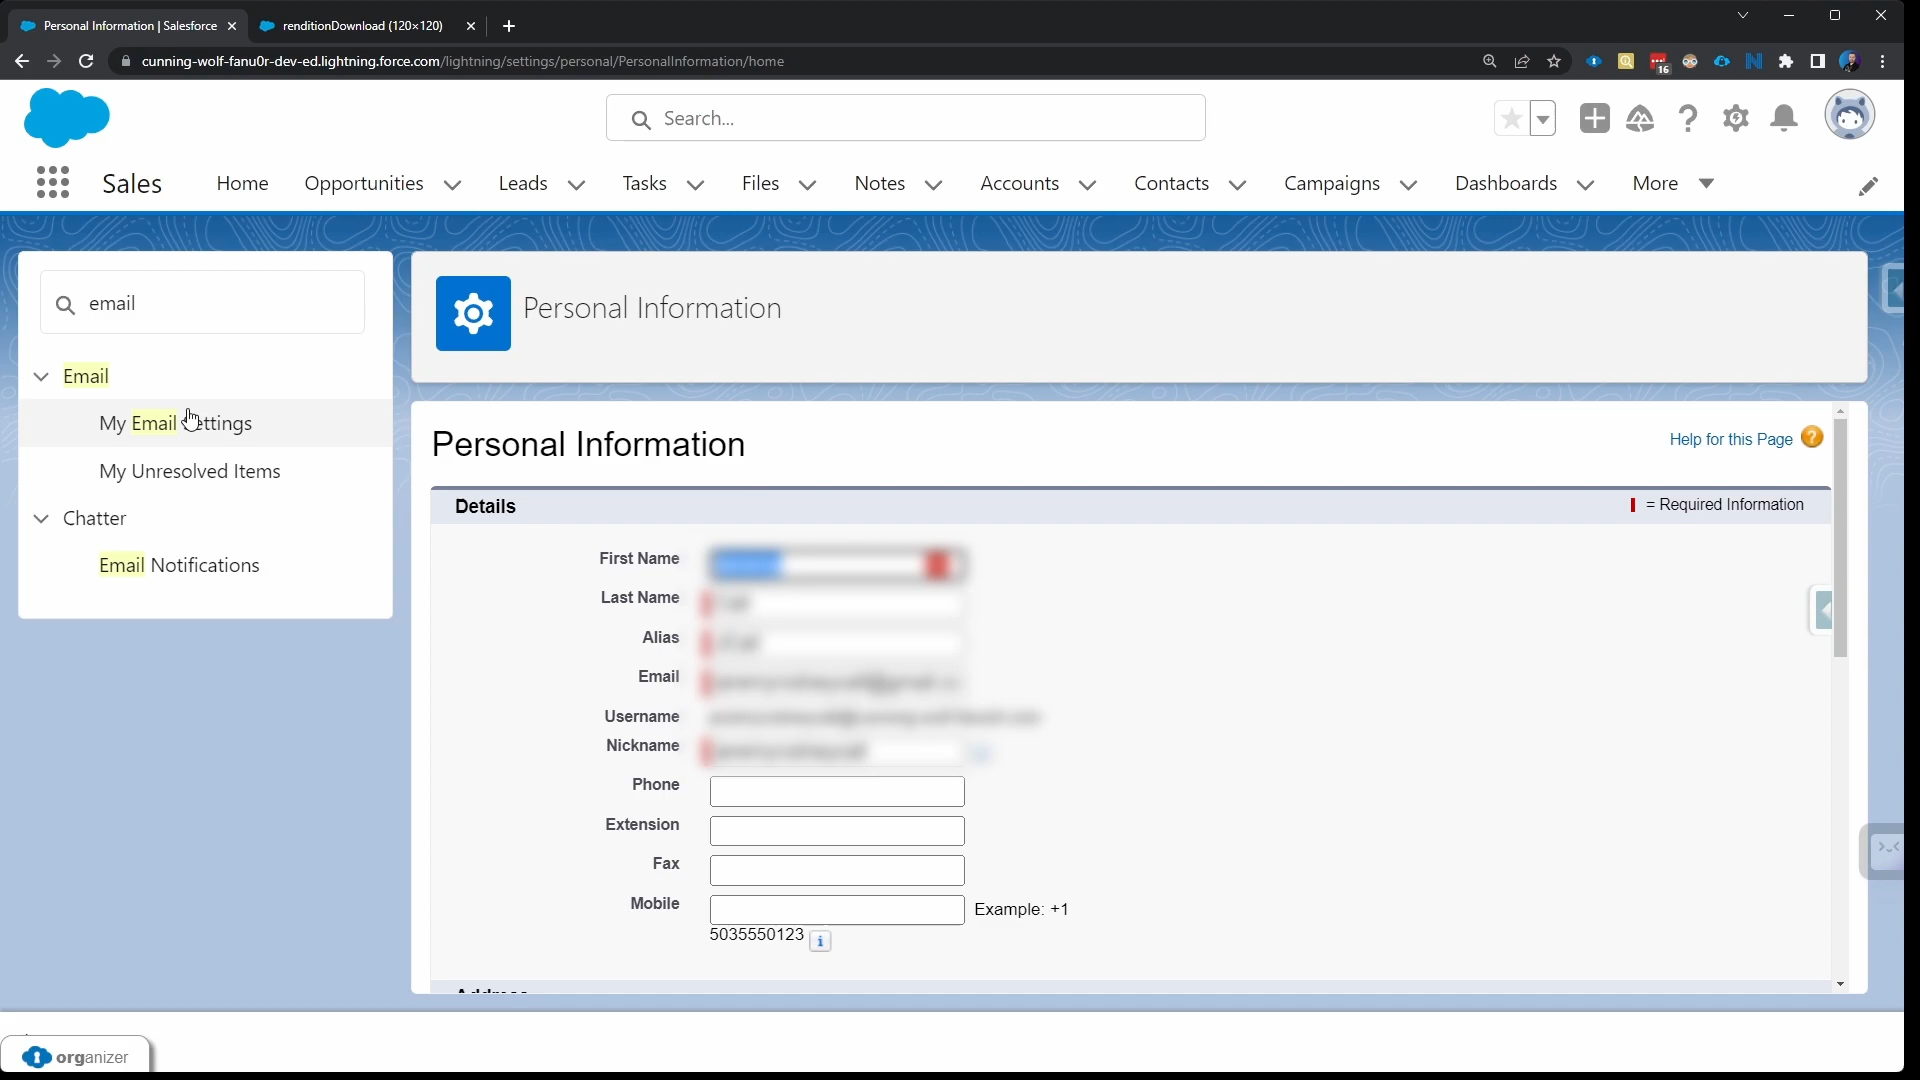 Personal Information | Salesforce
renditionDownload (120×120)
cunning-wolf-fanu0r-dev-ed.lightning.force.com/lightning/settings/personal/PersonalInformation/home
16
Search...
Sales
Home
Opportunities
Leads
Tasks
Files
Notes
Accounts
Contacts
Campaigns
Dashboards
More
email
Email
My Email Settings
My Unresolved Items
Chatter
Email Notifications
Personal Information
Personal Information
Help for this Page
Details
= Required Information
First Name
Last Name
Alias
Email
Username
Nickname
Phone
Extension
Fax
Mobile
Example: +1
5035550123
organizer